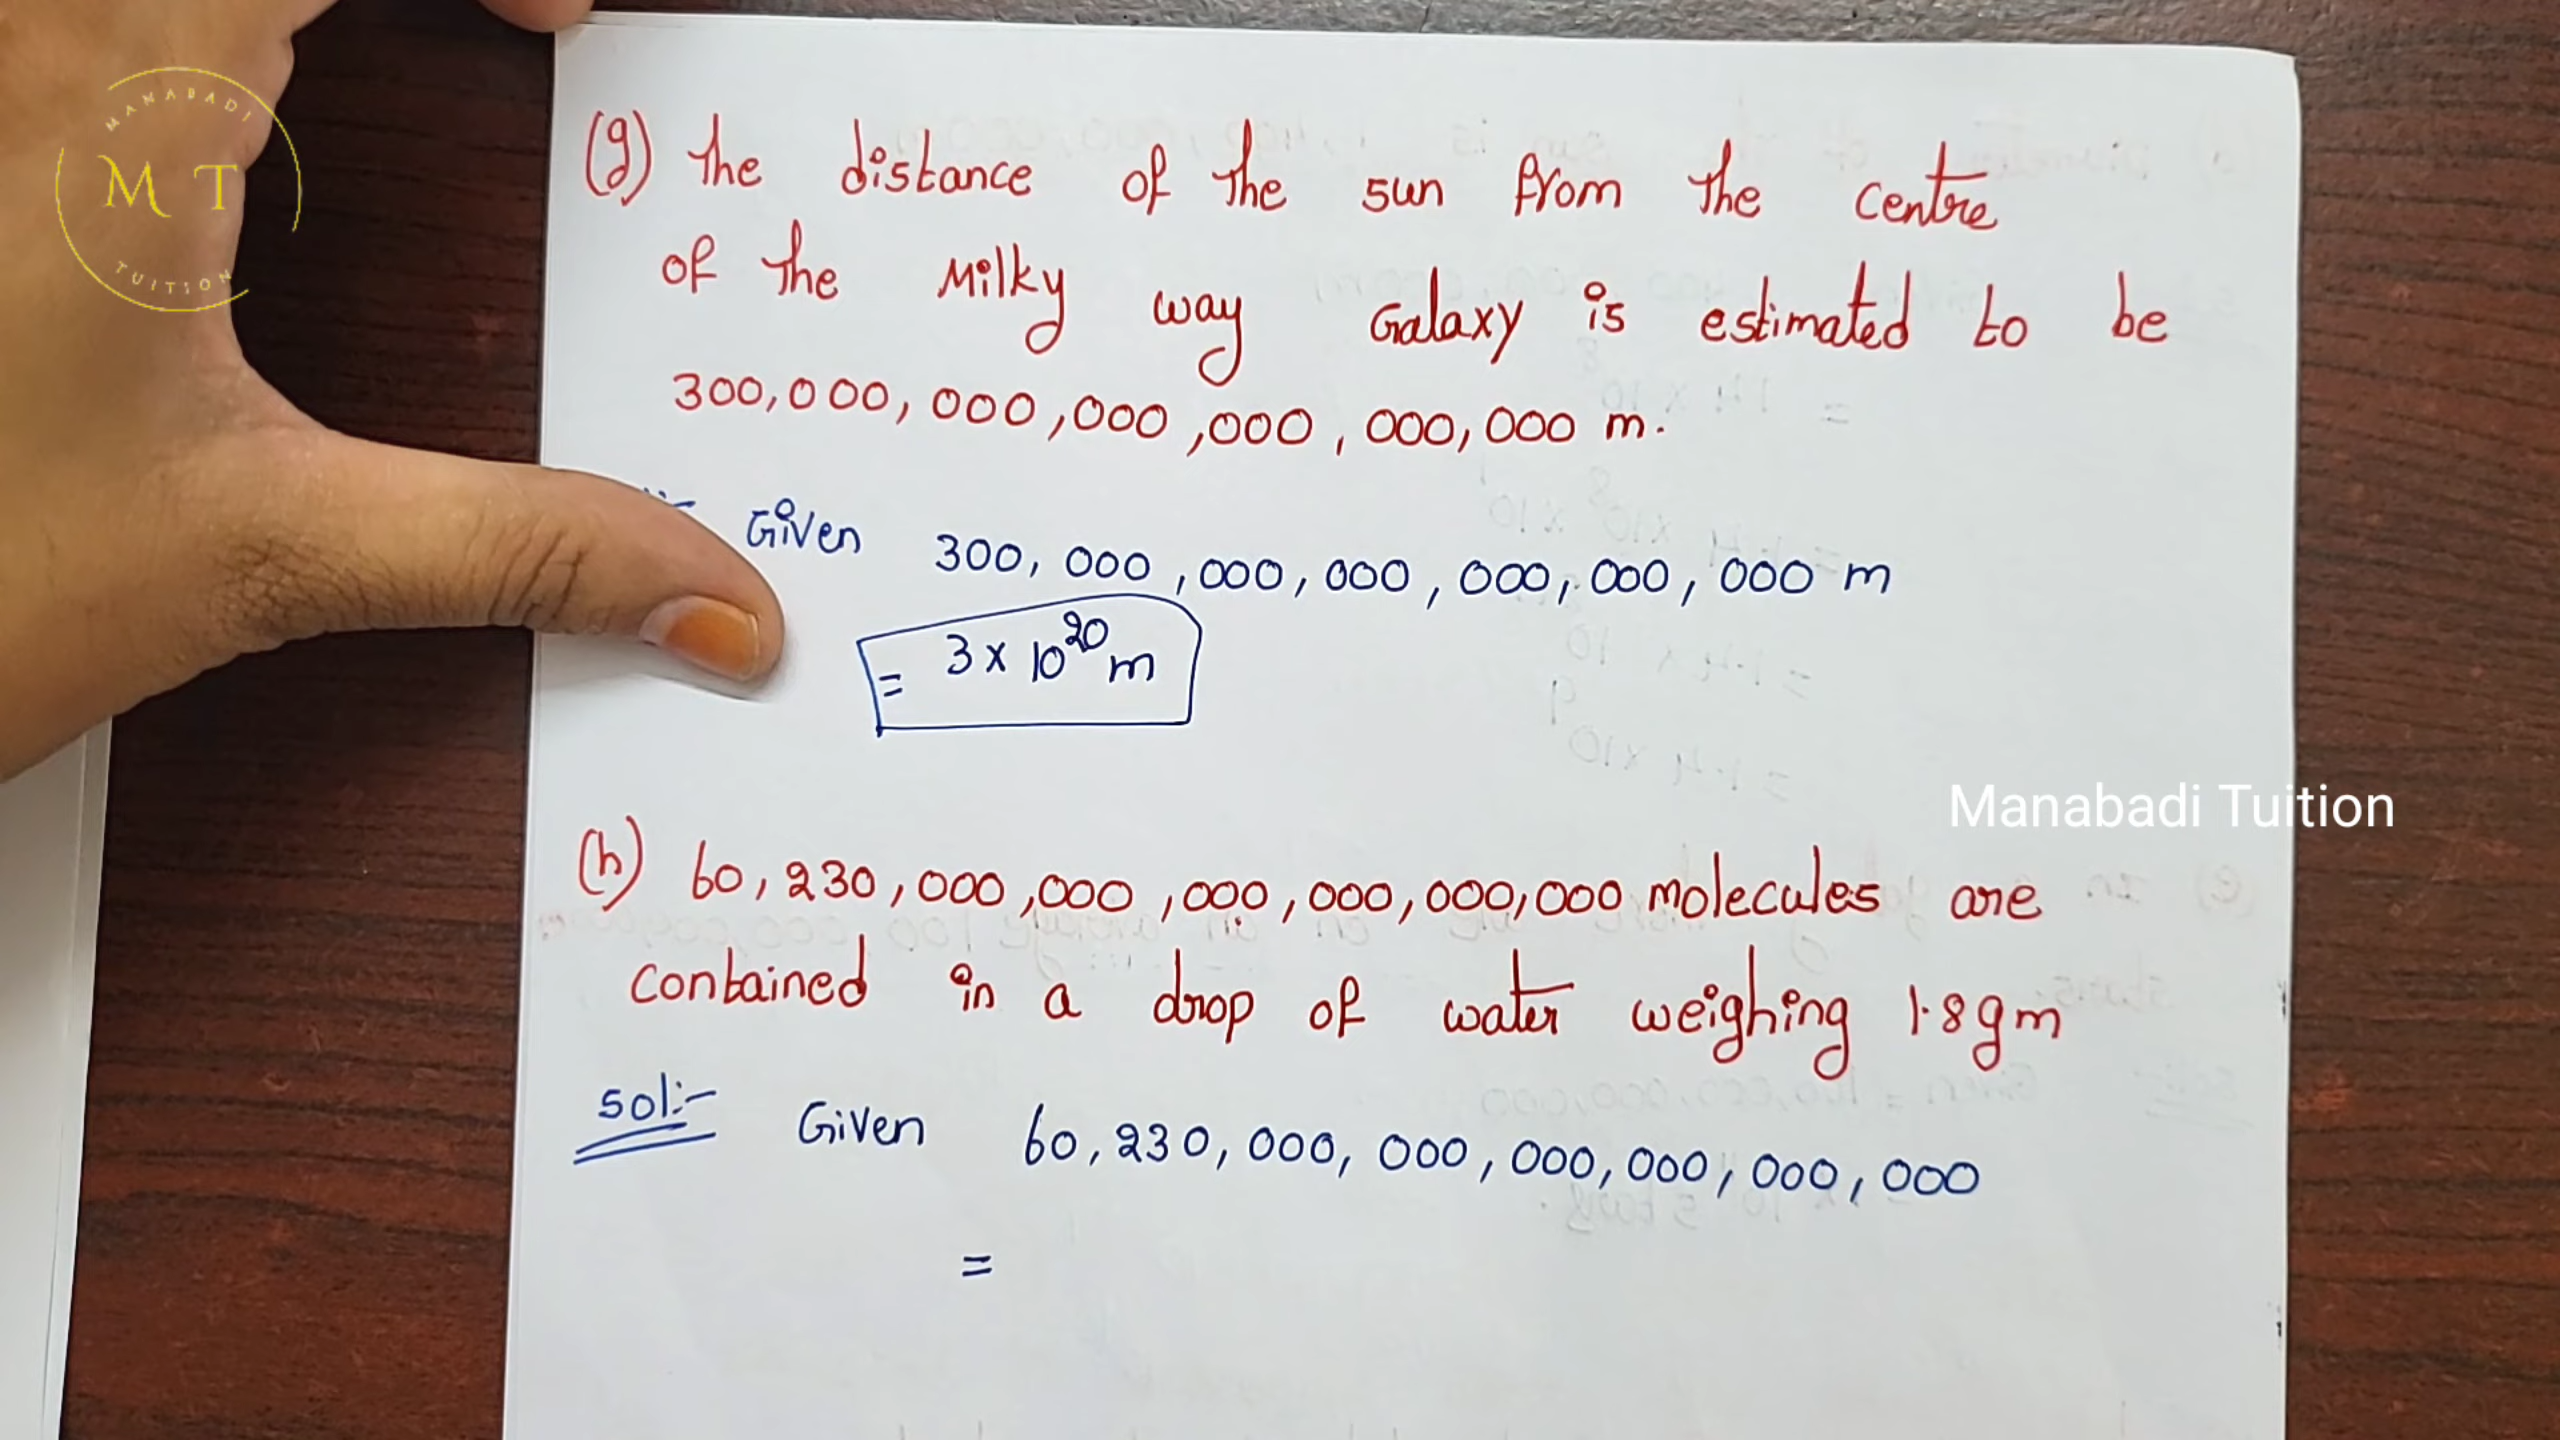 MANABADI
MT
TUITION
(g) The distance of the sun from the centre
of the Milky way Galaxy is estimated to be
300,000,000,000,000,000,000 m.
Given 300,000,000,000,000,000,000 m
= 3 x 10^20 m
Manabadi Tuition
(h) 60,230,000,000,000,000,000,000 molecules are
contained in a drop of water weighing 1.8gm
Sol:- Given 60,230,000,000,000,000,000,000
=